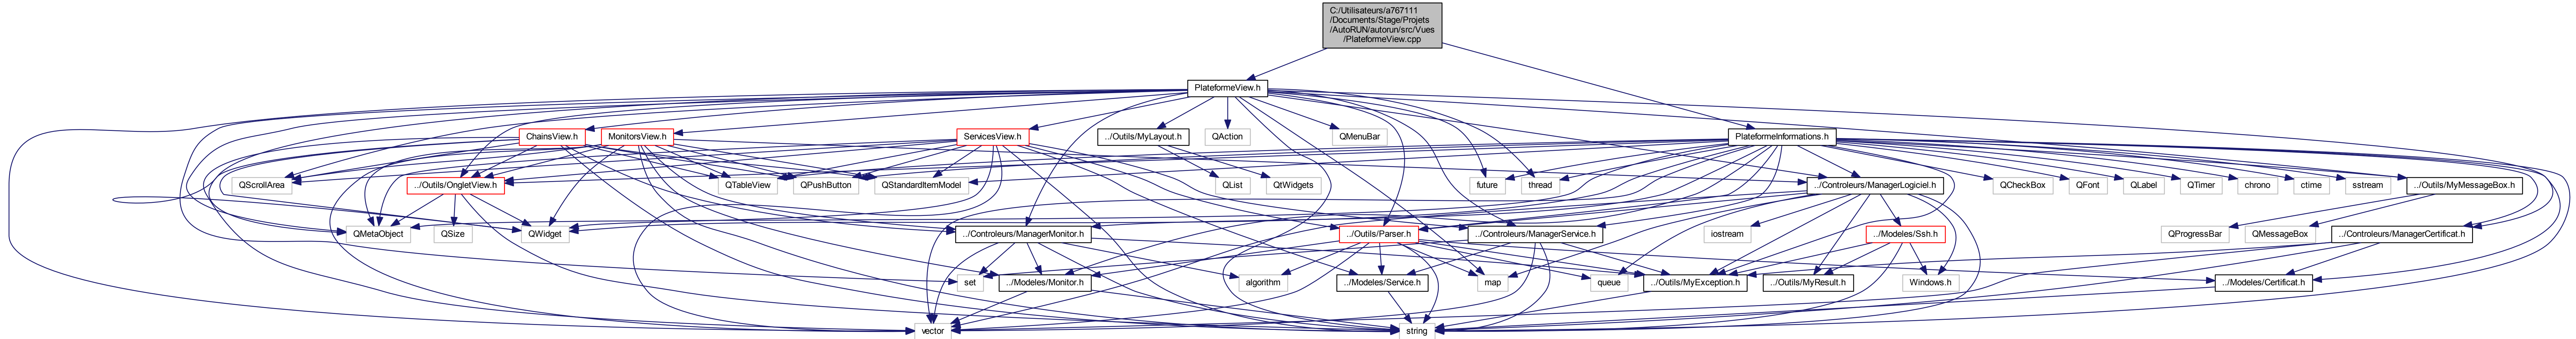 C:/Utilisateurs/a767111
/Documents/Stage/Projets
/AutoRUN/autorun/src/Vues
/PlateformeView.cpp
PlateformeView.h
ChainsView.h
MonitorsView.h
ServicesView.h
../Outils/MyLayout.h
QAction
QMenuBar
PlateformeInformations.h
QScrollArea
../Outils/OngletView.h
QTableView
QPushButton
QStandardItemModel
QList
QtWidgets
future
thread
../Controleurs/ManagerLogiciel.h
QCheckBox
QFont
QLabel
QTimer
chrono
ctime
sstream
../Outils/MyMessageBox.h
QMetaObject
QSize
QWidget
../Controleurs/ManagerMonitor.h
../Outils/Parser.h
../Controleurs/ManagerService.h
iostream
../Modeles/Ssh.h
QProgressBar
QMessageBox
../Controleurs/ManagerCertificat.h
set
../Modeles/Monitor.h
algorithm
../Modeles/Service.h
map
queue
../Outils/MyException.h
../Outils/MyResult.h
Windows.h
../Modeles/Certificat.h
vector
string